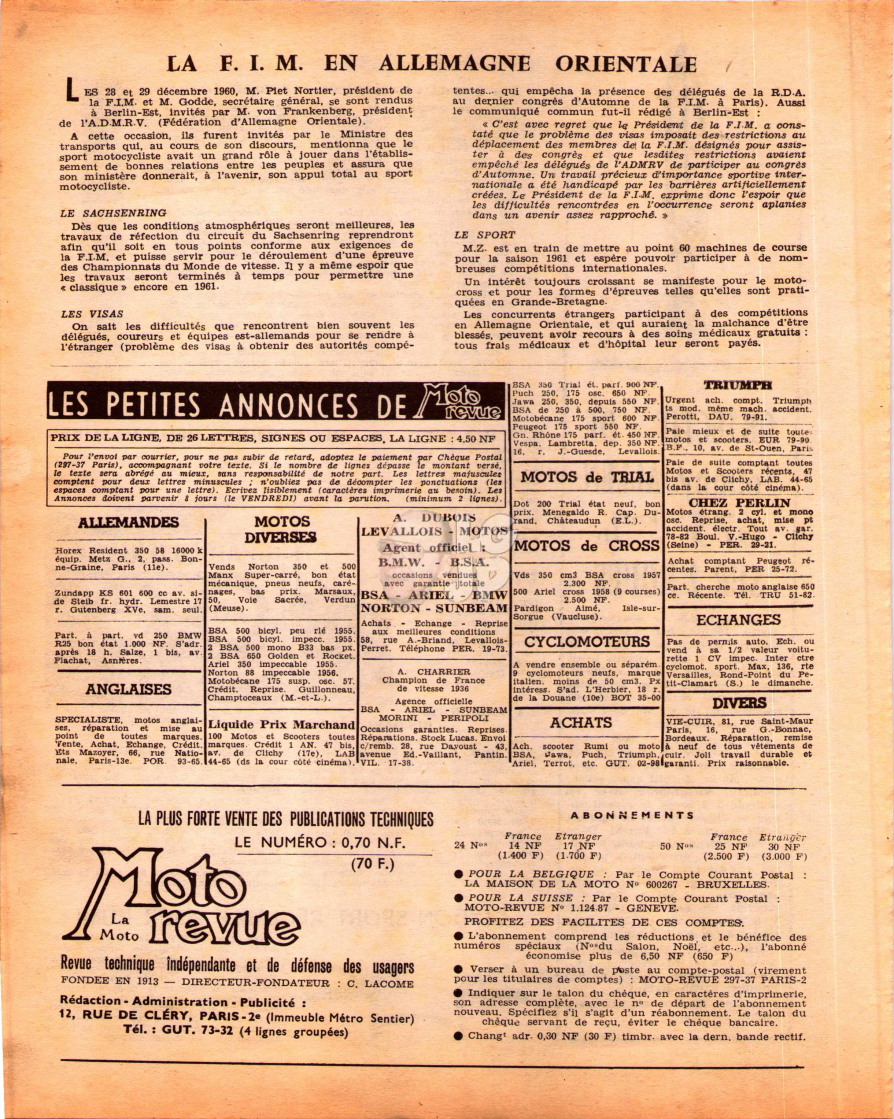 LA F. I. M. EN ALLEMAGNE ORIENTALE
LES 28 et 29 décembre 1960, M. Piet Nortier, président de
la F.I.M. et M. Godde, secrétaire général, se sont rendus
à Berlin-Est, invités par M. von Frankenberg, président
de l'A.D.M.R.V. (Fédération d'Allemagne Orientale).
A cette occasion, ils furent invités par le Ministre des
transports qui, au cours de son discours, mentionna que le
sport motocycliste avait un grand rôle à jouer dans l'établis-
sement de bonnes relations entre les peuples et assura que
son ministère donnerait, à l'avenir, son appui total au sport
motocycliste.
LE SACHSENRING
Dès que les conditions atmosphériques seront meilleures, les
travaux de réfection du circuit du Sachsenring reprendront
afin qu'il soit en tous points conforme aux exigences de
la F.I.M. et puisse servir pour le déroulement d'une épreuve
des Championnats du Monde de vitesse. Il y a même espoir que
les travaux seront terminés à temps pour permettre une
« classique » encore en 1961.
LES VISAS
On sait les difficultés que rencontrent bien souvent les
délégués, coureurs et équipes est-allemands pour se rendre à
l'étranger (problème des visas à obtenir des autorités compé-
tentes... qui empêcha la présence des délégués de la R.D.A.
au dernier congrès d'Automne de la F.I.M. à Paris). Aussi
le communiqué commun fut-il rédigé à Berlin-Est :
« C'est avec regret que le Président de la F.I.M. a cons-
taté que le problème des visas imposait des restrictions au
déplacement des membres de la F.I.M. désignés pour assis-
ter à des congrès et que lesdites restrictions avaient
empêché les délégués de l'ADMRV de participer au congrès
d'Automne. Un travail précieux d'importance sportive inter-
nationale a été handicapé par les barrières artificiellement
créées. Le Président de la F.I.M. exprime donc l'espoir que
les difficultés rencontrées en l'occurrence seront aplanies
dans un avenir assez rapproché. »
LE SPORT
M.Z. est en train de mettre au point 60 machines de course
pour la saison 1961 et espère pouvoir participer à de nom-
breuses compétitions internationales.
Un intérêt toujours croissant se manifeste pour le moto-
cross et pour les formes d'épreuves telles qu'elles sont prati-
quées en Grande-Bretagne.
Les concurrents étrangers participant à des compétitions
en Allemagne Orientale, et qui auraient la malchance d'être
blessés, peuvent avoir recours à des soins médicaux gratuits :
tous frais médicaux et d'hôpital leur seront payés.
LES PETITES ANNONCES DE Moto revue
PRIX DE LA LIGNE, DE 26 LETTRES, SIGNES OU ESPACES, LA LIGNE : 4,50 NF
Pour l'envoi par courrier, pour ne pas subir de retard, adoptez le paiement par Chèque Postal
(297-37 Paris), accompagnant votre texte. Si le nombre de lignes dépasse le montant versé,
le texte sera abrégé au mieux, sans responsabilité de notre part. Les lettres majuscules
comptent pour deux lettres minuscules ; n'oubliez pas de décompter les ponctuations (les
espaces comptant pour une lettre). Ecrivez lisiblement (caractères imprimerie au besoin). Les
Annonces doivent parvenir 8 jours (le VENDREDI) avant la parution. (minimum 2 lignes).
ALLEMANDES
Horex Resident 350 58 16000 k
équip. Metz G., 2, pass. Bon-
ne-Graine, Paris (11e).
Zundapp KS 601 600 cc av. si-
de Steib fr. hydr. Lemestre 17
r. Gutenberg XVe, sam. seul.
Part. à part. vd 250 BMW
R25 bon état 1.000 NF. S'adr.
après 18 h. Salze, 1 bis, av.
Flachat, Asnières.
ANGLAISES
SPECIALISTE, motos anglai-
ses, réparation et mise au
point de toutes marques.
Vente, Achat, Echange, Crédit.
Ets Mazoyer, 66, rue Natio-
nale, Paris-13e. POR. 93-65.
MOTOS
DIVERSES
Vends Norton 350 et 500
Manx Super-carré, bon état
mécanique, pneus neufs, caré-
nages, bas prix. Marsaux,
50, Voie Sacrée, Verdun
(Meuse).
BSA 500 bicyl. peu rlé 1955.
BSA 500 bicyl. impecc. 1955.
2 BSA 500 mono B33 bas px.
2 BSA 650 Golden et Rocket.
Ariel 350 impeccable 1955.
Norton 88 impeccable 1956.
Motobécane 175 susp. osc. 57.
Crédit. Reprise. Guillonneau,
Champtoceaux (M.-et-L.).
Liquide Prix Marchand
100 Motos et Scooters toutes
marques. Crédit 1 AN. 47 bis,
av. de Clichy (17e). LAB
44-65 (ds la cour côté cinéma).
A. DUBOIS
LEVALLOIS - MOTOS
Agent officiel :
B.M.W. - B.S.A.
occasions vendues
avec garantie totale
BSA - ARIEL - BMW
NORTON - SUNBEAM
Achats - Echange - Reprise
aux meilleures conditions
58, rue A.-Briand, Levallois-
Perret. Téléphone PER. 19-73.
A. CHARRIER
Champion de France
de vitesse 1936
Agence officielle
BSA - ARIEL - SUNBEAM
MORINI - PERIPOLI
Occasions garanties. Reprises.
Réparations. Stock Lucas. Envoi
c/remb. 28, rue Davoust - 43,
avenue Ed.-Vaillant, Pantin.
VIL. 17-38.
BSA 350 Trial ét. parf. 900 NF.
Puch 250, 175 osc. 650 NF.
Jawa 250, 350, depuis 550 NF.
BSA de 250 à 500, 750 NF.
Motobécane 175 sport 600 NF.
Peugeot 175 sport 550 NF.
Gn. Rhône 175 parf. ét. 450 NF.
Vespa, Lambretta, dep. 350 NF
16, r. J.-Guesde, Levallois.
MOTOS de TRIAL
Dot 200 Trial état neuf, bon
prix. Menegaldo R. Cap. Du-
rand, Châteaudun (E.L.).
MOTOS de CROSS
Vds 350 cm3 BSA cross 1957
2.300 NF.
500 Ariel cross 1958 (9 courses)
2.500 NF.
Pardigon Aimé, Isle-sur-
Sorgue (Vaucluse).
CYCLOMOTEURS
A vendre ensemble ou séparém.
9 cyclomoteurs neufs, marque
italien. moins de 50 cm3. Px
intéress. S'ad. L'Herbier, 18 r.
de la Douane (10e) BOT 35-00
ACHATS
Ach. scooter Rumi ou moto
BSA, Jawa, Puch, Triumph,
Ariel, Terrot, etc. GUT. 02-98
TRIUMPH
Urgent ach. compt. Triumph
ts mod. même mach. accident.
Perotti, DAU. 79-91.
Paie mieux et de suite toute
motos et scooters. EUR 79-90
B.F., 10, av. de St-Ouen, Paris
Paie de suite comptant toutes
Motos et Scooters récents, 47
bis av. de Clichy, LAB. 44-65
(dans la cour côté cinéma).
CHEZ PERLIN
Motos étrang. 2 cyl. et mono
osc. Reprise, achat, mise pt
accident. électr. Tout av. gar.
78-82 Boul. V.-Hugo - Clichy
(Seine) - PER. 29-21.
Achat comptant Peugeot ré-
centes. Parent, PER 25-72.
Part. cherche moto anglaise 650
cc. Récente. Tél. TRU 51-82.
ECHANGES
Pas de permis auto. Ech. ou
vend à sa 1/2 valeur voitu-
rette 1 CV impec. Inter ctre
cyclomot. sport. Max, 136, rte
Versailles, Rond-Point du Pe-
tit-Clamart (S.) le dimanche.
DIVERS
VIE-CUIR, 81, rue Saint-Maur
Paris, 16, rue G.-Bonnac,
Bordeaux. Réparation, remise
à neuf de tous vêtements de
cuir. Joli travail durable et
garanti. Prix raisonnable.
LA PLUS FORTE VENTE DES PUBLICATIONS TECHNIQUES
LE NUMÉRO : 0,70 N.F.
(70 F.)
La Moto
Moto revue
Revue technique indépendante et de défense des usagers
FONDEE EN 1913 — DIRECTEUR-FONDATEUR : C. LACOME
Rédaction - Administration - Publicité :
12, RUE DE CLÉRY, PARIS-2e (Immeuble Métro Sentier)
Tél. : GUT. 73-32 (4 lignes groupées)
ABONNEMENTS
France Etranger France Etranger
24 Nos 14 NF 17 NF 50 Nos 25 NF 30 NF
(1.400 F) (1.700 F) (2.500 F) (3.000 F)
● POUR LA BELGIQUE : Par le Compte Courant Postal :
LA MAISON DE LA MOTO No 600267 - BRUXELLES.
● POUR LA SUISSE : Par le Compte Courant Postal :
MOTO-REVUE No 1.124.87 - GENEVE.
PROFITEZ DES FACILITES DE CES COMPTES.
● L'abonnement comprend les réductions et le bénéfice des
numéros spéciaux (Nos du Salon, Noël, etc...), l'abonné
économise plus de 6,50 NF (650 F)
● Verser à un bureau de poste au compte-postal (virement
pour les titulaires de comptes) : MOTO-REVUE 297-37 PARIS-2
● Indiquer sur le talon du chèque, en caractères d'imprimerie,
son adresse complète, avec le no de départ de l'abonnement
nouveau. Spécifiez s'il s'agit d'un réabonnement. Le talon du
chèque servant de reçu, éviter le chèque bancaire.
● Changt adr. 0,30 NF (30 F) timbr. avec la dern. bande rectif.